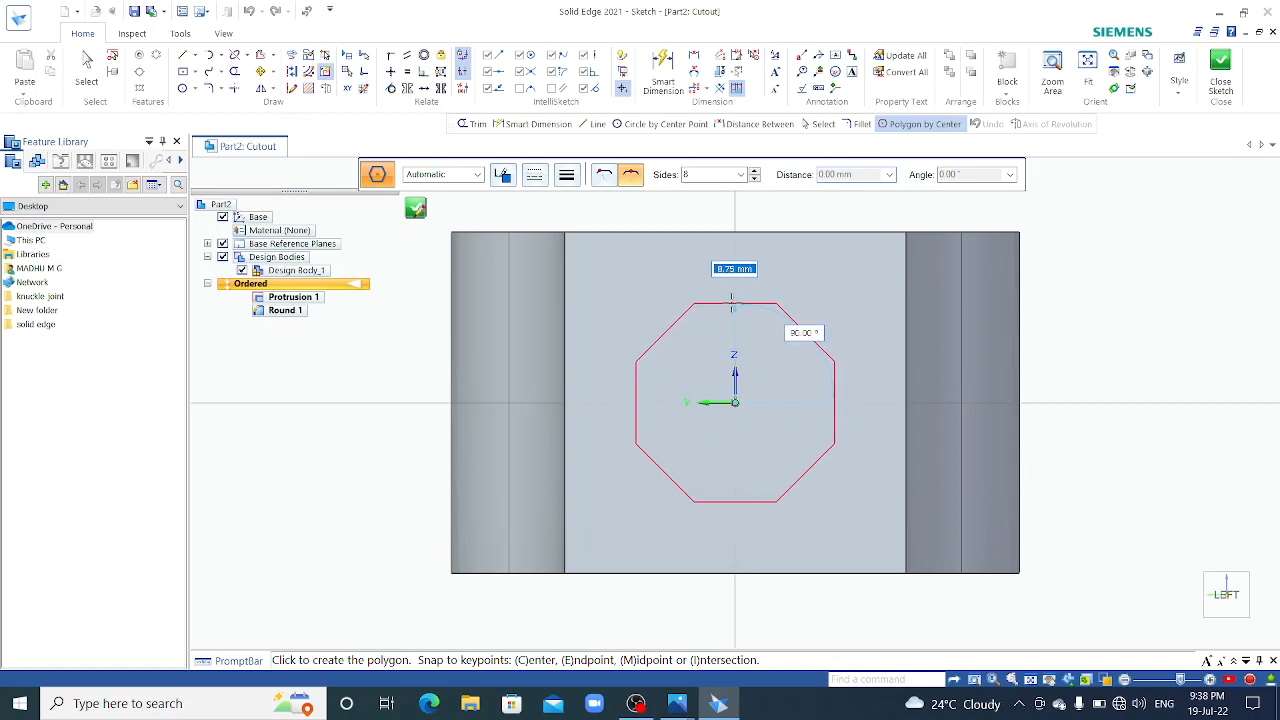 Solid Edge 2021 - Sketch - [Part2: Cutout]
Home Inspect Tools View SIEMENS
Paste Select Smart Dimension Update All Convert All Block Zoom Area Fit Style Close Sketch
Clipboard Select Features Draw Relate IntelliSketch Dimension Annotation Property Text Arrange Blocks Orient Style Close
Trim Smart Dimension Line Circle by Center Point Distance Between Select Fillet Polygon by Center Undo Axis of Revolution
Feature Library
Part2: Cutout
Automatic Sides: 8 Distance: 0.00 mm Angle: 0.00 °
Desktop
OneDrive - Personal
This PC
Libraries
MADHU M G
Network
knuckle joint
New folder
solid edge
Part2
Base
Material (None)
Base Reference Planes
Design Bodies
Design Body_1
Ordered
Protrusion 1
Round 1
8.75 mm
90.00 °
Z
Y
LEFT
PromptBar Click to create the polygon. Snap to keypoints: (C)enter, (E)ndpoint, (M)idpoint or (I)ntersection.
Find a command
Type here to search
24°C Cloudy
ENG
9:38 PM
19-Jul-22